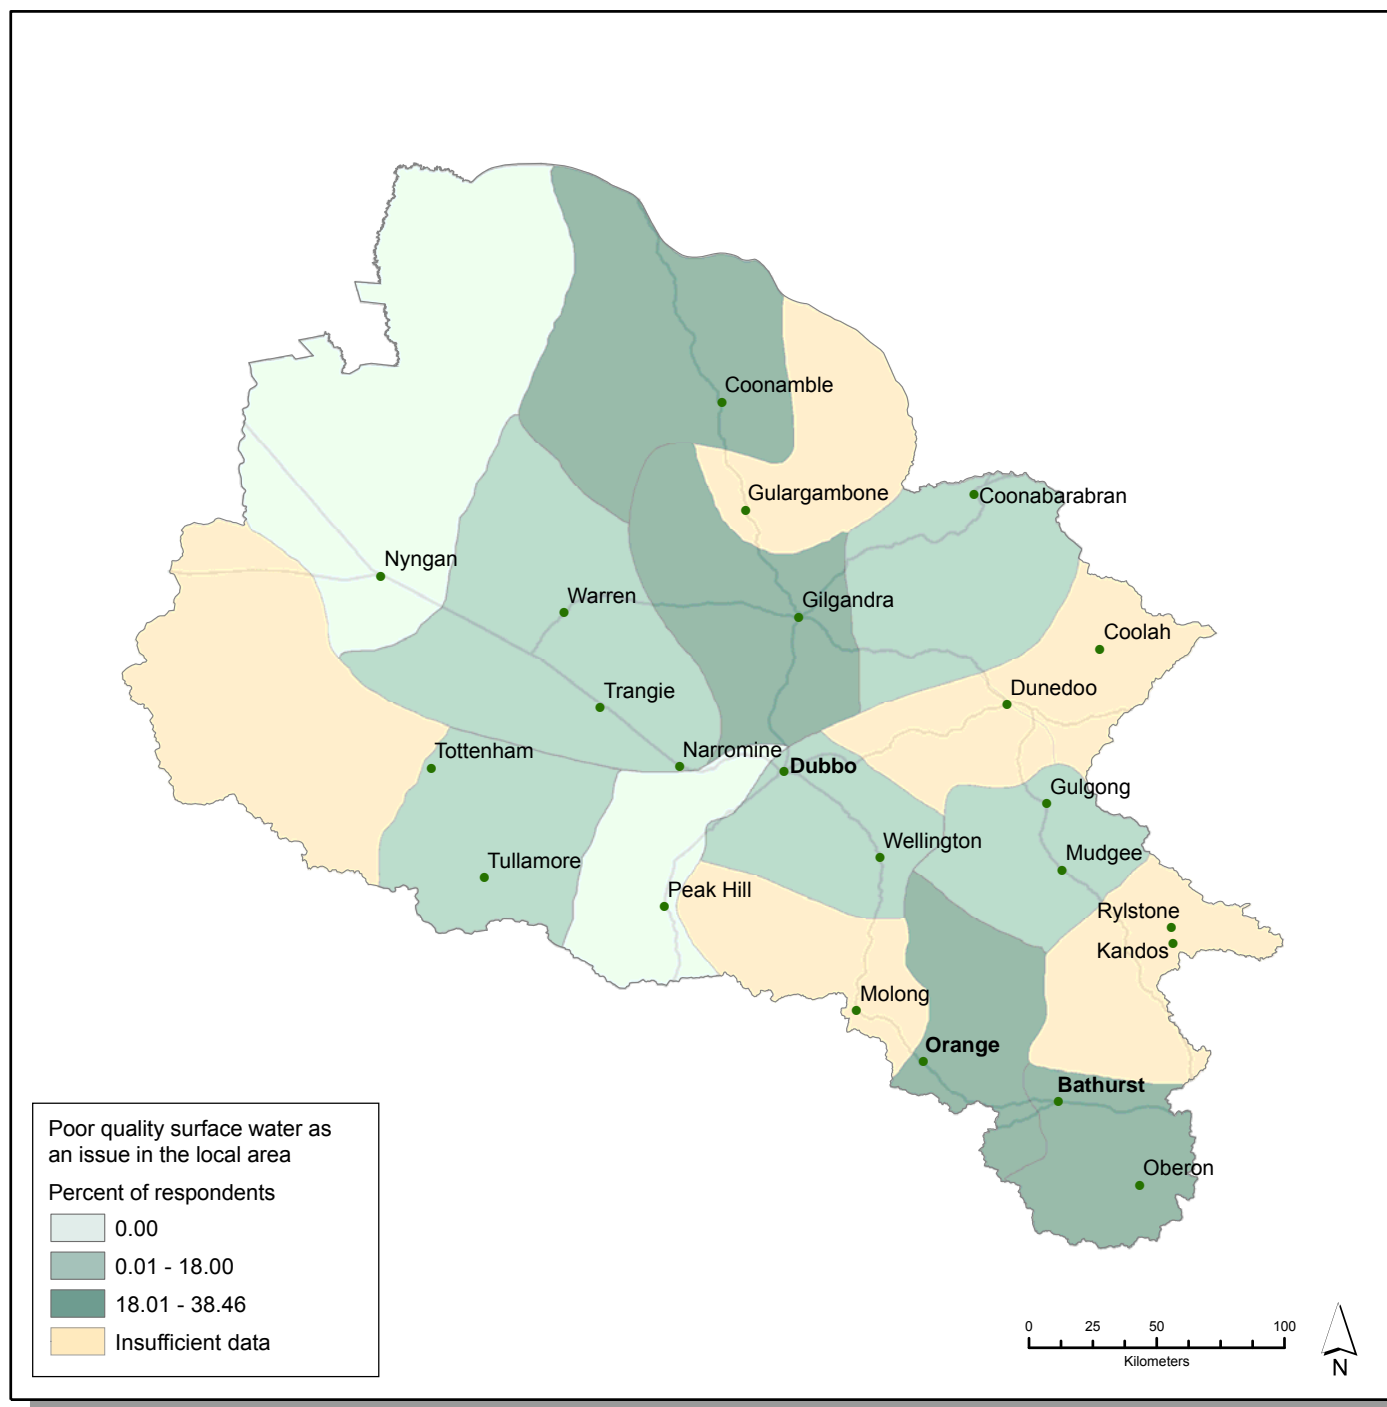 Coonamble
Gulargambone
Coonabarabran
Nyngan
Warren
Gilgandra
Coolah
Trangie
Dunedoo
Tottenham
Narromine
Dubbo
Gulgong
Wellington
Mudgee
Tullamore
Peak Hill
Rylstone
Kandos
Molong
Orange
Bathurst
Oberon
Poor quality surface water as
an issue in the local area
Percent of respondents
0.00
0.01 - 18.00
18.01 - 38.46
Insufficient data
0 25 50 100
Kilometers
N